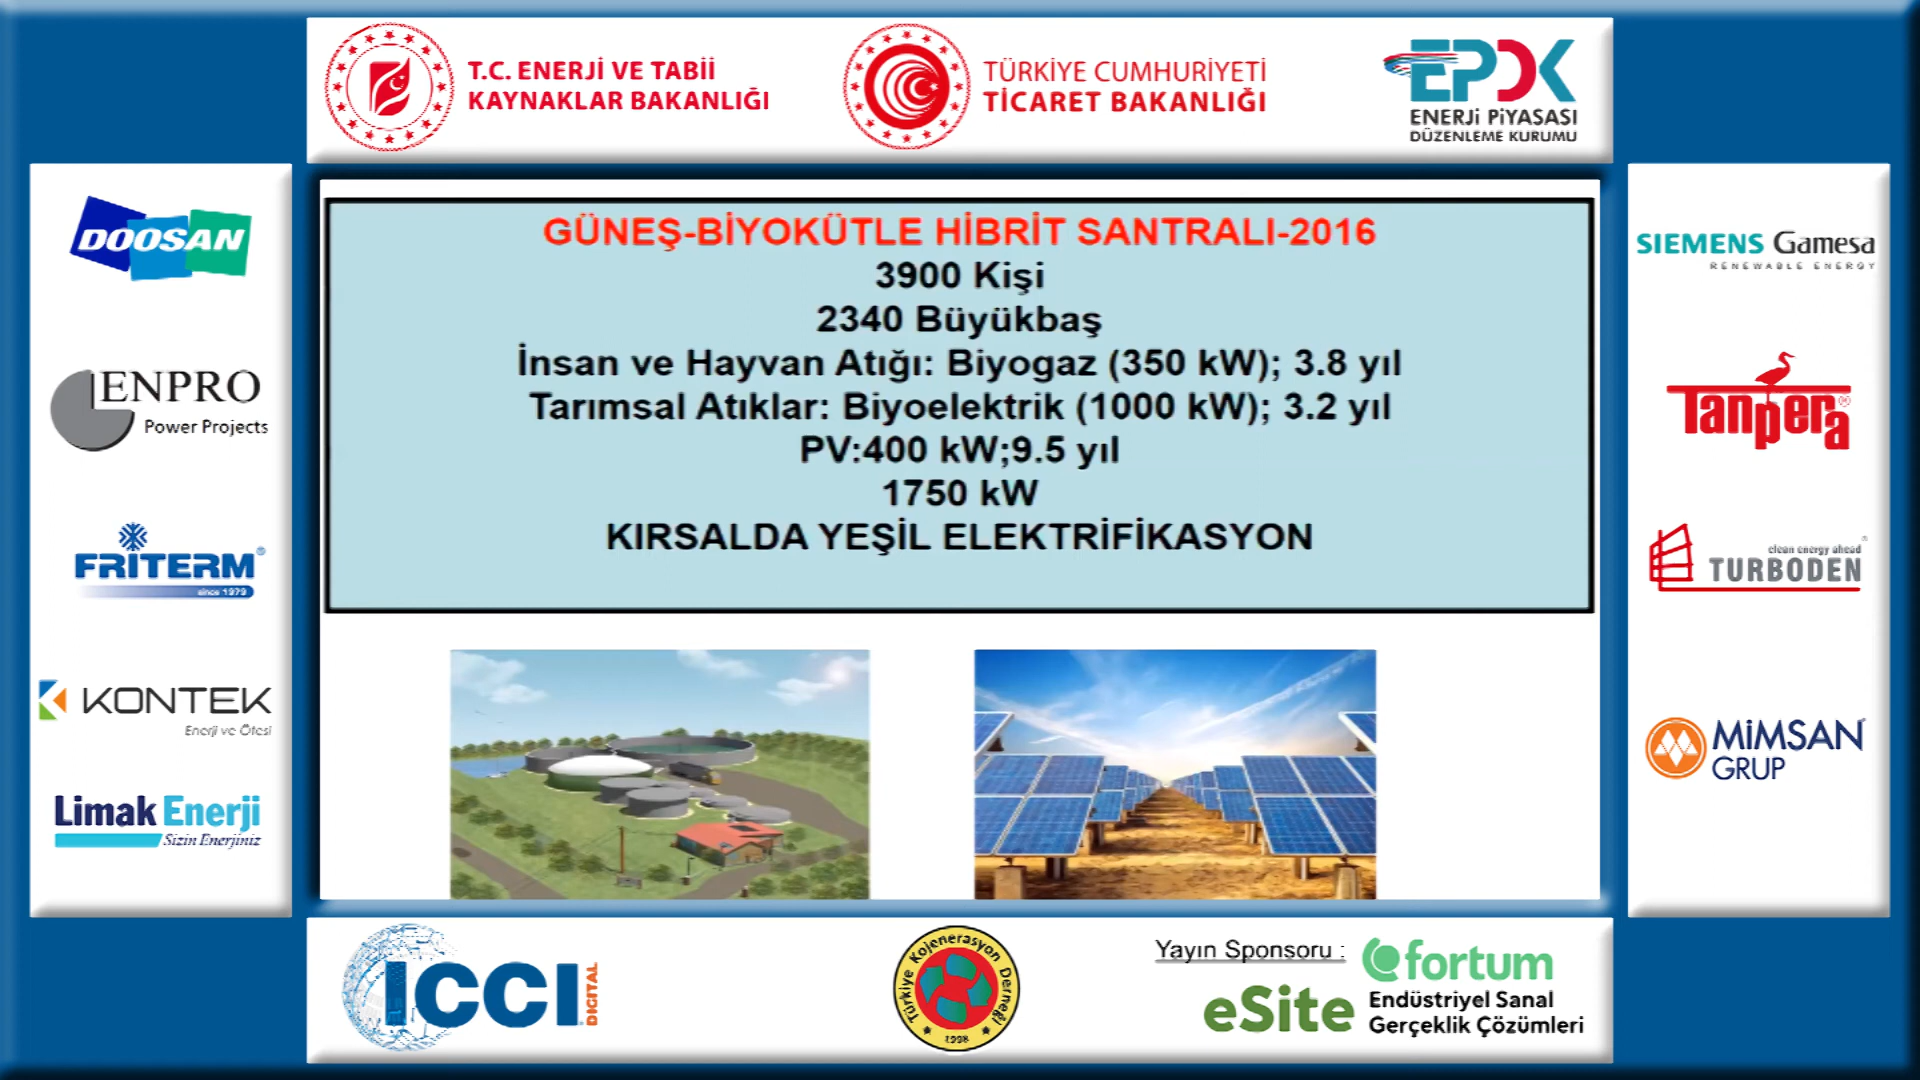 T.C. ENERJİ VE TABİİ
KAYNAKLAR BAKANLIĞI
TÜRKİYE CUMHURİYETİ
TİCARET BAKANLIĞI
EPDK
ENERJİ PİYASASI
DÜZENLEME KURUMU
DOOSAN
ENPRO
Power Projects
FRITERM
since 1979
KONTEK
Enerji ve Ötesi
Limak Enerji
Sizin Enerjiniz
GÜNEŞ-BİYOKÜTLE HİBRİT SANTRALI-2016
3900 Kişi
2340 Büyükbaş
İnsan ve Hayvan Atığı: Biyogaz (350 kW); 3.8 yıl
Tarımsal Atıklar: Biyoelektrik (1000 kW); 3.2 yıl
PV:400 kW;9.5 yıl
1750 kW
KIRSALDA YEŞİL ELEKTRİFİKASYON
SIEMENS Gamesa
RENEWABLE ENERGY
Tanpera
clean energy ahead
TURBODEN
MİMSAN
GRUP
ICCI
DIGITAL
Türkiye Kojenerasyon Derneği
1998
Yayın Sponsoru :
fortum
eSite
Endüstriyel Sanal
Gerçeklik Çözümleri